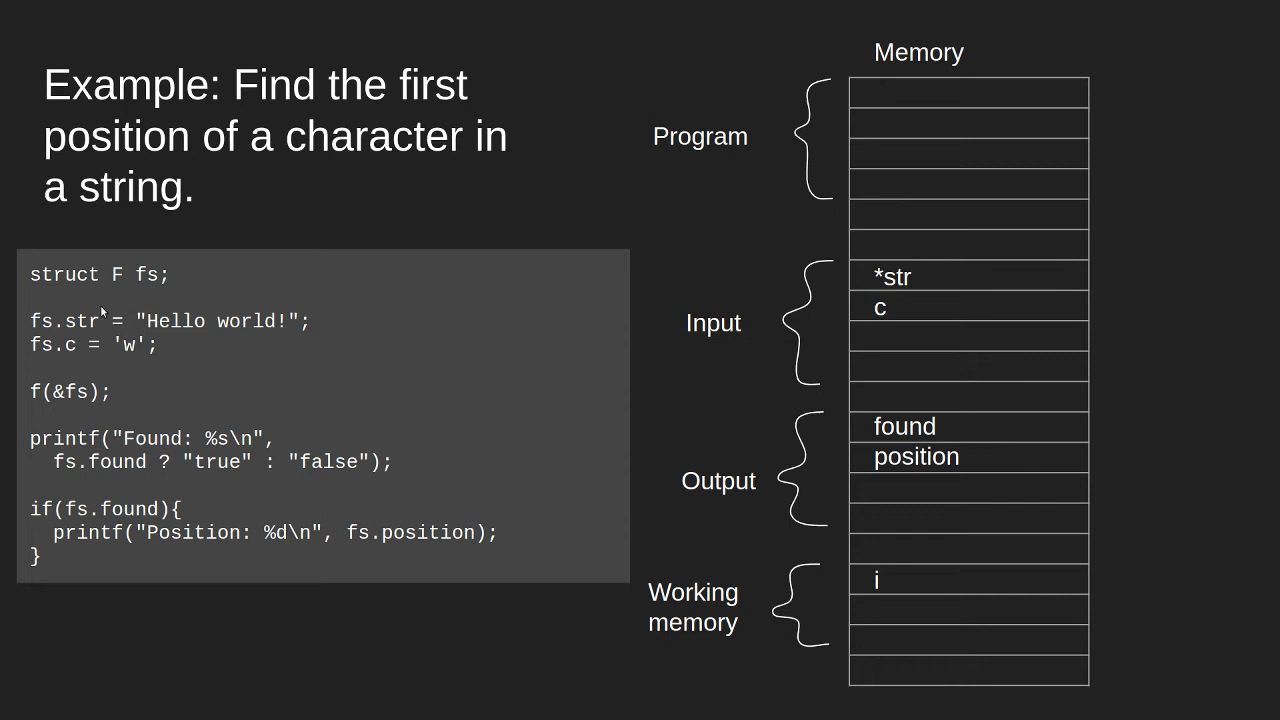 Example: Find the first
position of a character in
a string.
struct F fs;
fs.str = "Hello world!";
fs.c = 'w';
f(&fs);
printf("Found: %s\n",
  fs.found ? "true" : "false");
if(fs.found){
  printf("Position: %d\n", fs.position);
}
Memory
Program
Input
*str
c
Output
found
position
Working
memory
i